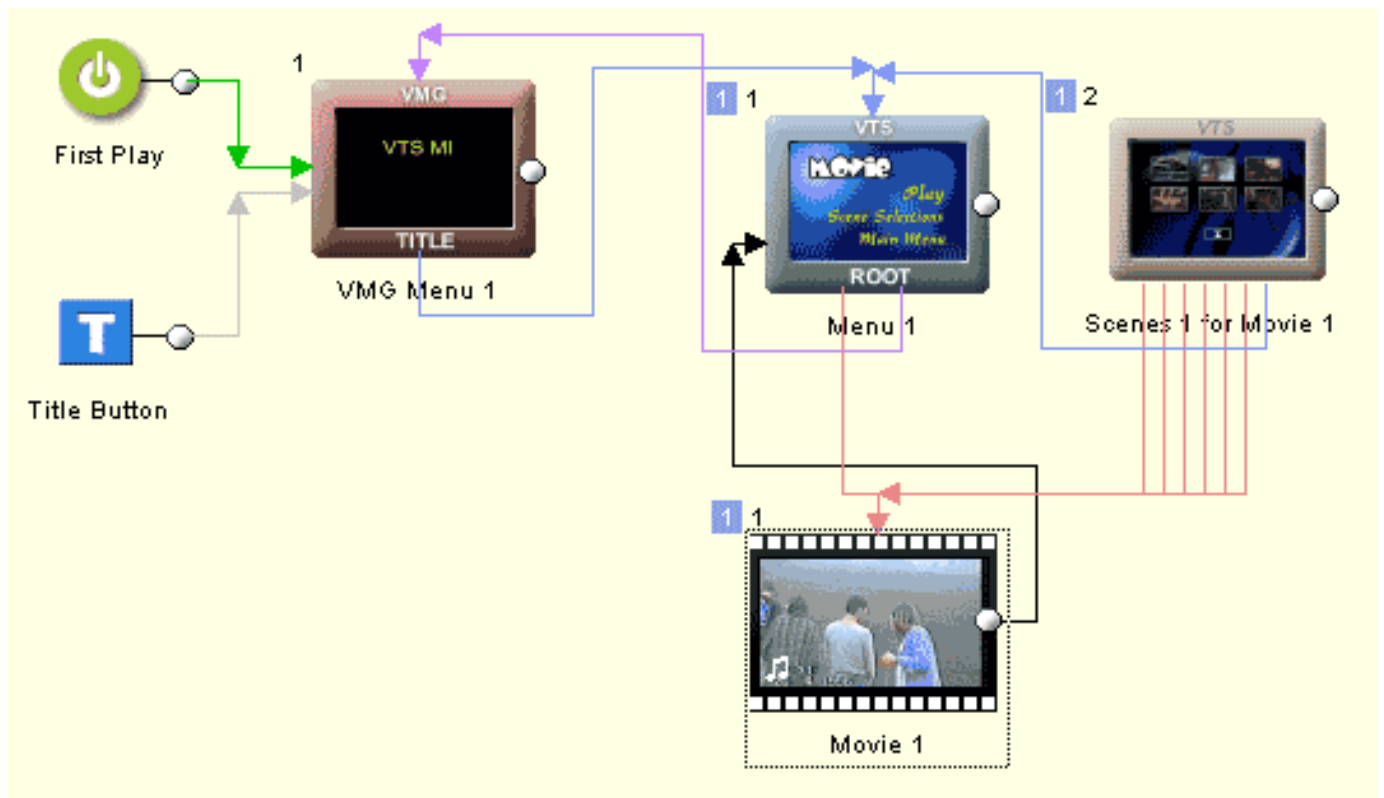 1
VMG
VTS MI
TITLE
VMG Menu 1
First Play
T
Title Button
1 1
VTS
MOVIE
Play
Scene Selections
Main Menu
ROOT
Menu 1
1 2
VTS
Scenes 1 for Movie 1
1 1
Movie 1